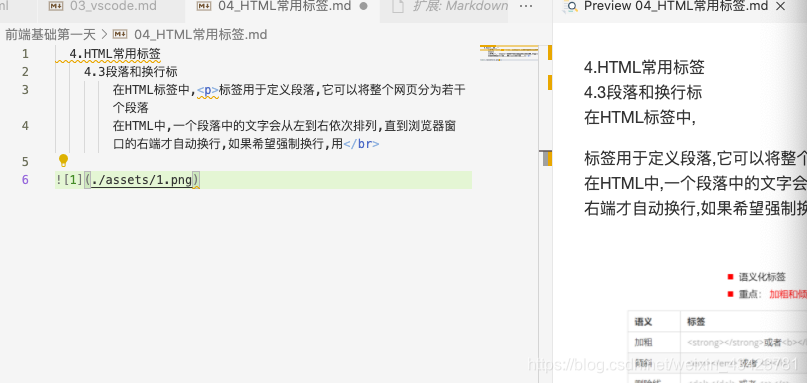 ml
03_vscode.md
04_HTML常用标签.md
扩展: Markdown
Preview 04_HTML常用标签.md
前端基础第一天 > 04_HTML常用标签.md
1 4.HTML常用标签
2 4.3段落和换行标
3 在HTML标签中,<p>标签用于定义段落,它可以将整个网页分为若干
个段落
4 在HTML中,一个段落中的文字会从左到右依次排列,直到浏览器窗
口的右端才自动换行,如果希望强制换行,用</br>
5
6 ![1](./assets/1.png)
4.HTML常用标签
4.3段落和换行标
在HTML标签中,
标签用于定义段落,它可以将整个
在HTML中,一个段落中的文字会
右端才自动换行,如果希望强制换
语义化标签
重点: 加粗和倾
语义 标签
加粗 <strong></strong>或者<b></b
https://blog.csdn.net/weixin_